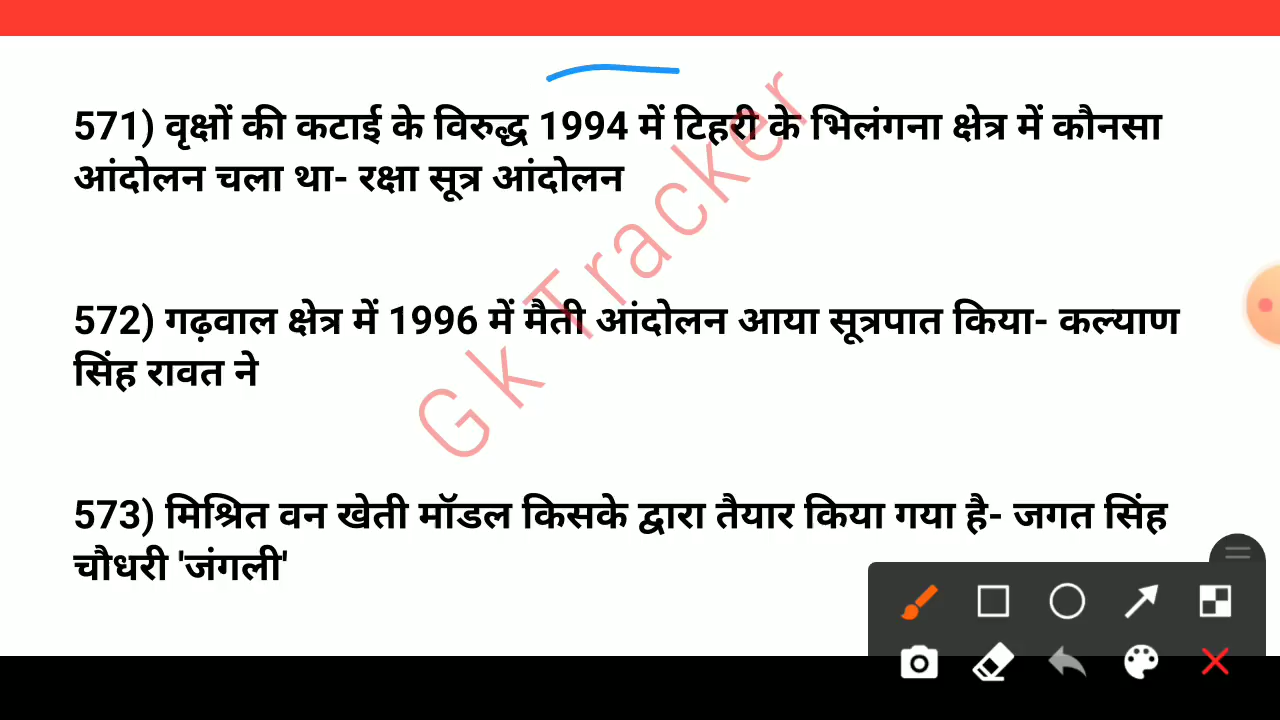 571) वृक्षों की कटाई के विरुद्ध 1994 में टिहरी के भिलंगना क्षेत्र में कौनसा
आंदोलन चला था- रक्षा सूत्र आंदोलन
572) गढ़वाल क्षेत्र में 1996 में मैती आंदोलन आया सूत्रपात किया- कल्याण
सिंह रावत ने
573) मिश्रित वन खेती मॉडल किसके द्वारा तैयार किया गया है- जगत सिंह
चौधरी 'जंगली'
Gk Tracker